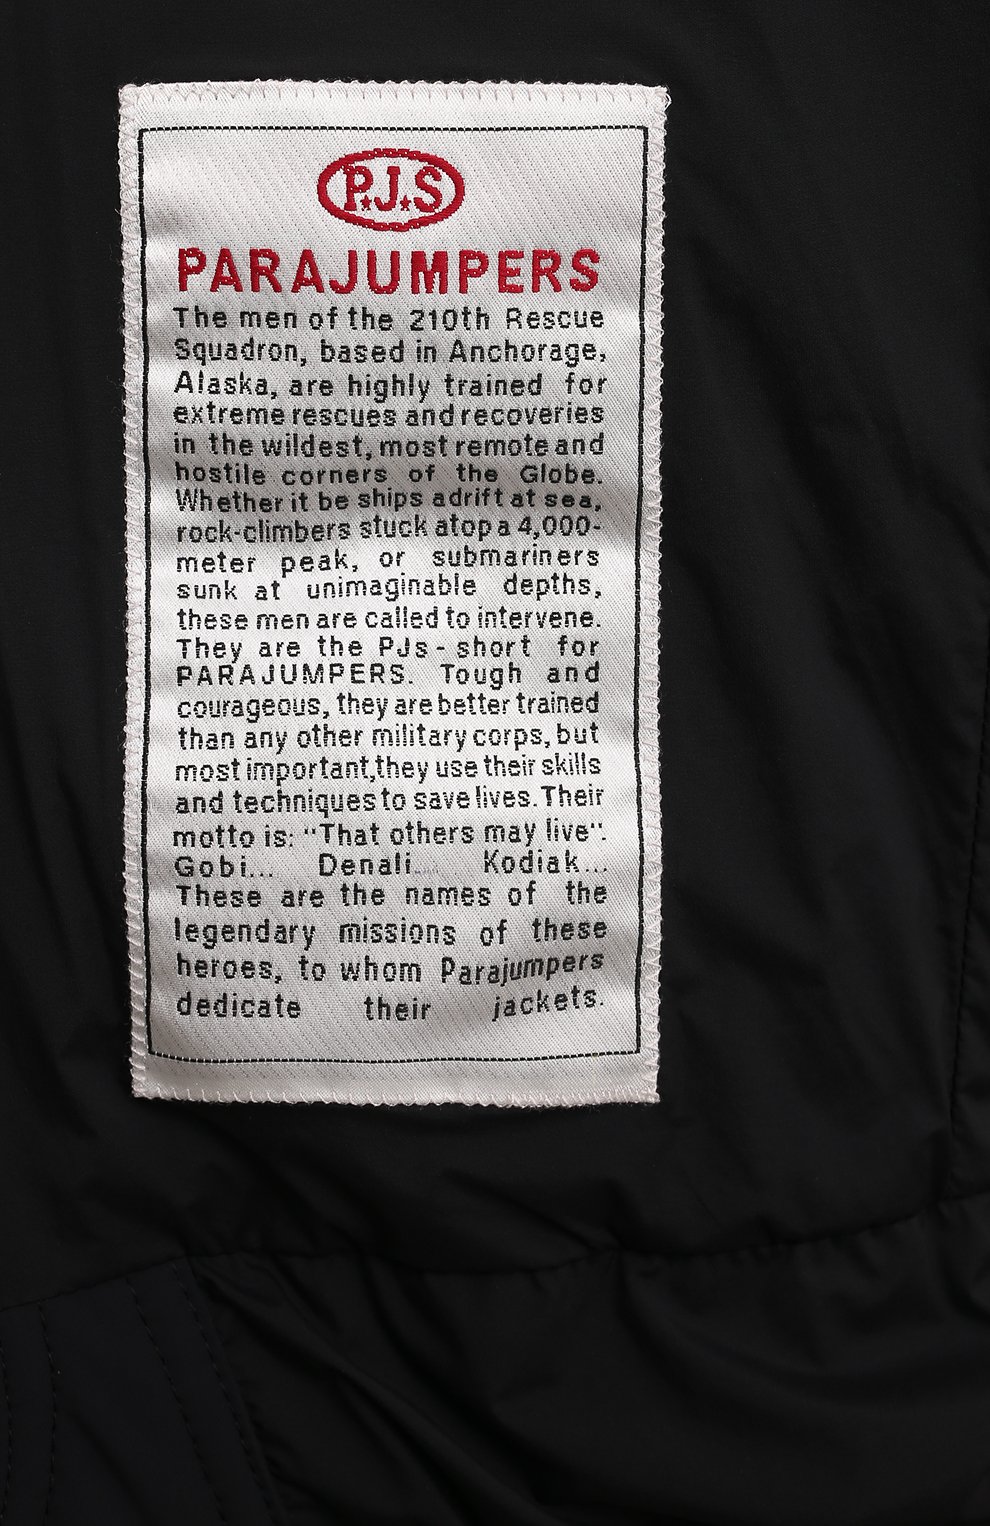 P.J.S
PARAJUMPERS
The men of the 210th Rescue
Squadron, based in Anchorage,
Alaska, are highly trained for
extreme rescues and recoveries
in the wildest, most remote and
hostile corners of the Globe.
Whether it be ships adrift at sea,
rock-climbers stuck atop a 4,000-
meter peak, or submariners
sunk at unimaginable depths,
these men are called to intervene.
They are the PJs - short for
PARAJUMPERS. Tough and
courageous, they are better trained
than any other military corps, but
most important,they use their skills
and techniques to save lives. Their
motto is: "That others may live".
Gobi... Denali... Kodiak...
These are the names of the
legendary missions of these
heroes, to whom Parajumpers
dedicate their jackets.